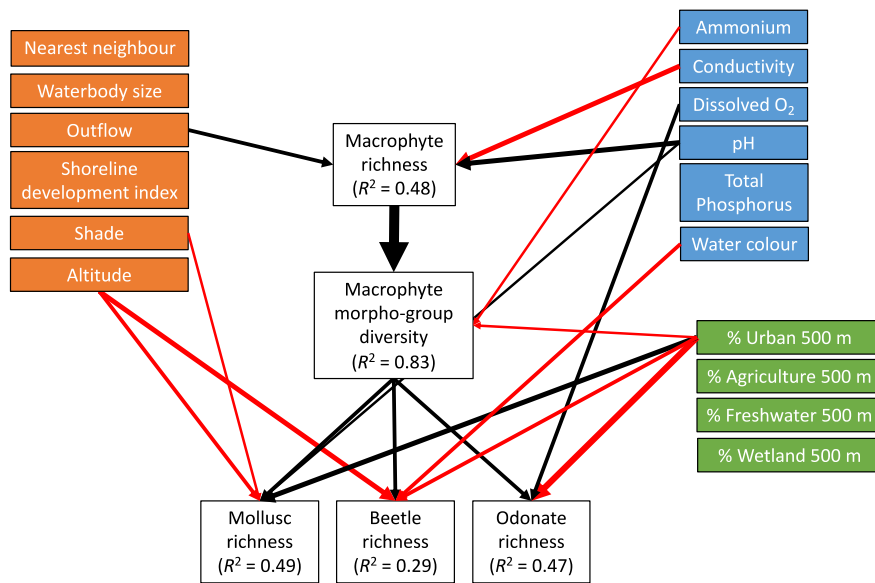 Nearest neighbour
Waterbody size
Outflow
Shoreline
development index
Shade
Altitude
Macrophyte
richness
(R² = 0.48)
Macrophyte
morpho-group
diversity
(R² = 0.83)
Ammonium
Conductivity
Dissolved O₂
pH
Total
Phosphorus
Water colour
% Urban 500 m
% Agriculture 500 m
% Freshwater 500 m
% Wetland 500 m
Mollusc
richness
(R² = 0.49)
Beetle
richness
(R² = 0.29)
Odonate
richness
(R² = 0.47)